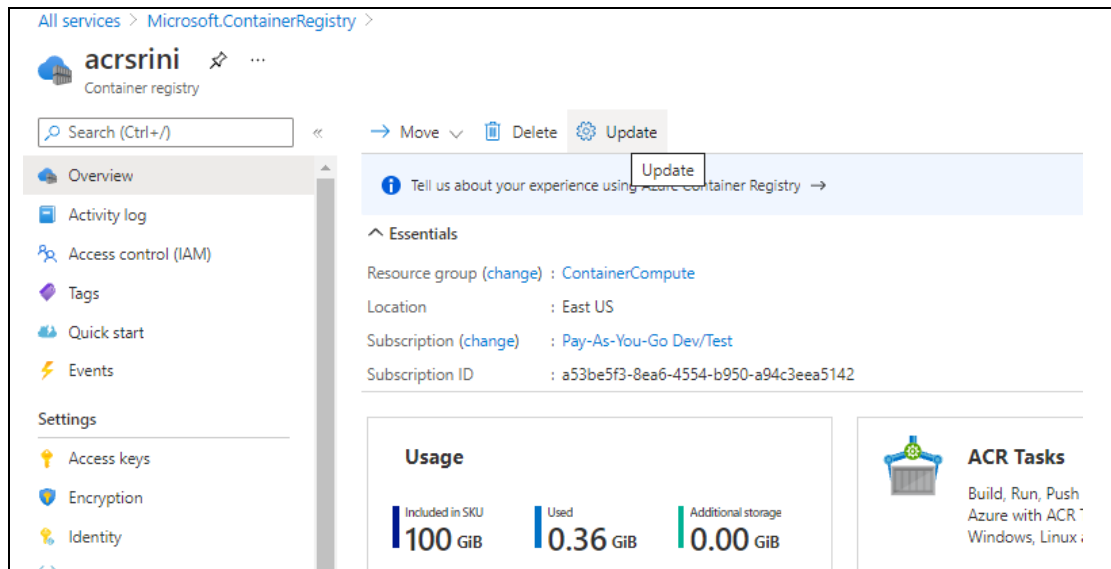 All services > Microsoft.ContainerRegistry >
acrsrini ...
Container registry
Search (Ctrl+/)
«
Move
Delete
Update
Update
Overview
Tell us about your experience using Azure Container Registry →
Activity log
Essentials
Access control (IAM)
Resource group (change) : ContainerCompute
Tags
Location : East US
Quick start
Subscription (change) : Pay-As-You-Go Dev/Test
Events
Subscription ID : a53be5f3-8ea6-4554-b950-a94c3eea5142
Settings
Access keys
Encryption
Identity
Usage
Included in SKU
100 GiB
Used
0.36 GiB
Additional storage
0.00 GiB
ACR Tasks
Build, Run, Push
Azure with ACR
Windows, Linux